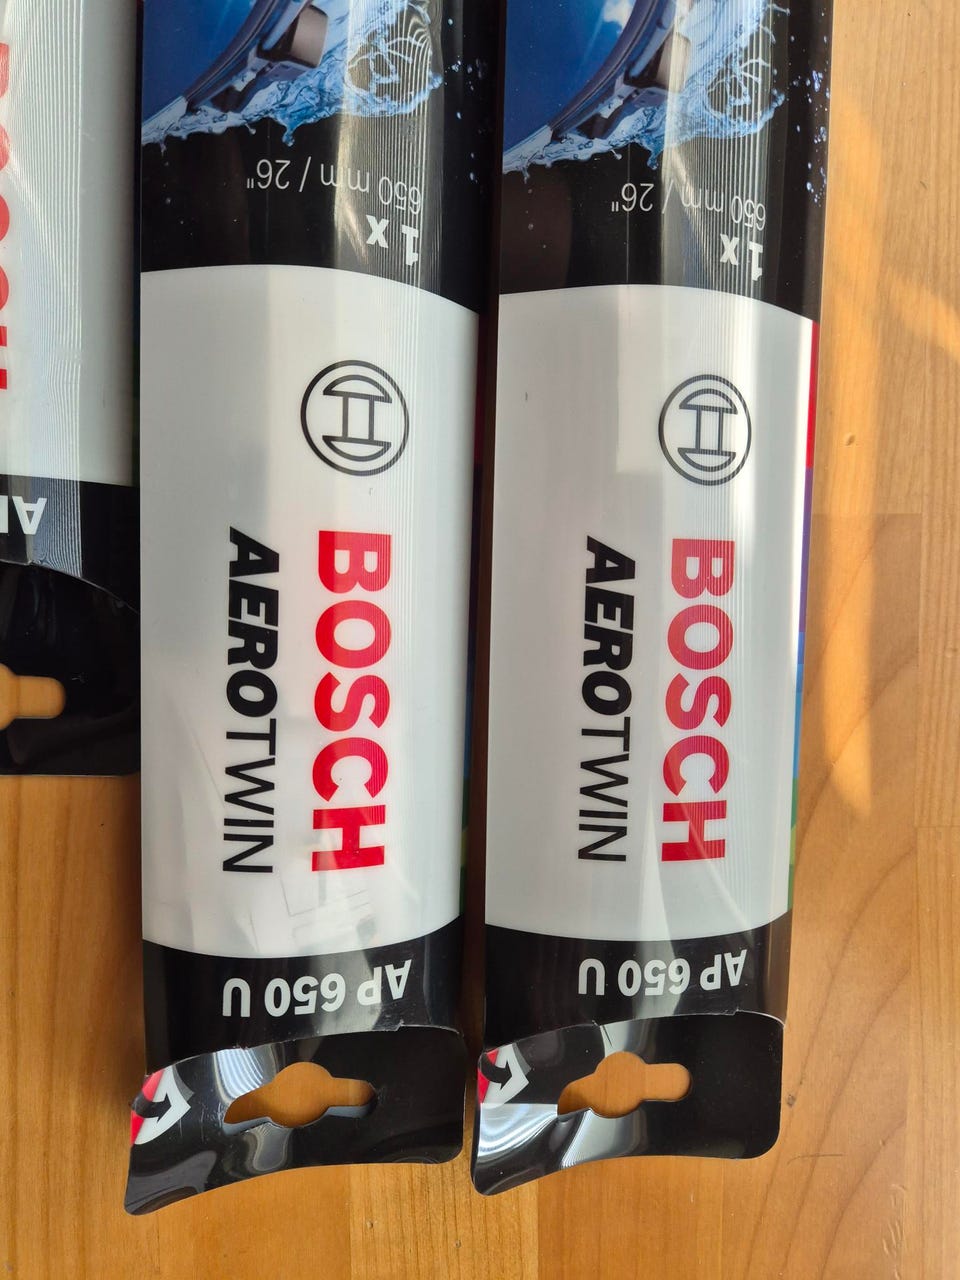 1 x
650 mm / 26"
BOSCH
AEROTWIN
AP 650 U
1 x
650 mm / 26"
BOSCH
AEROTWIN
AP 650 U